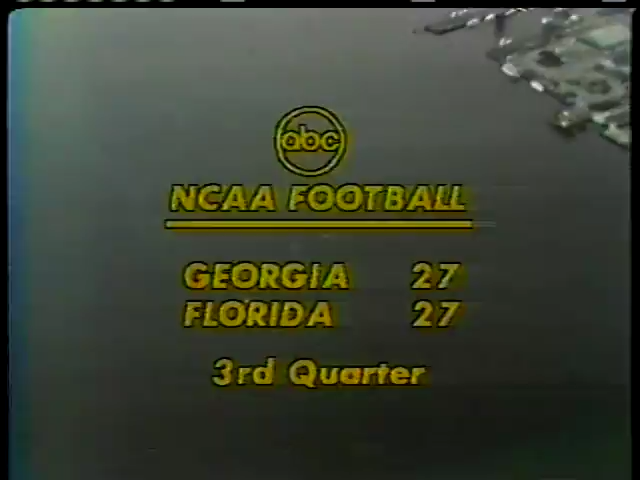 abc
NCAA FOOTBALL
GEORGIA 27
FLORIDA 27
3rd Quarter